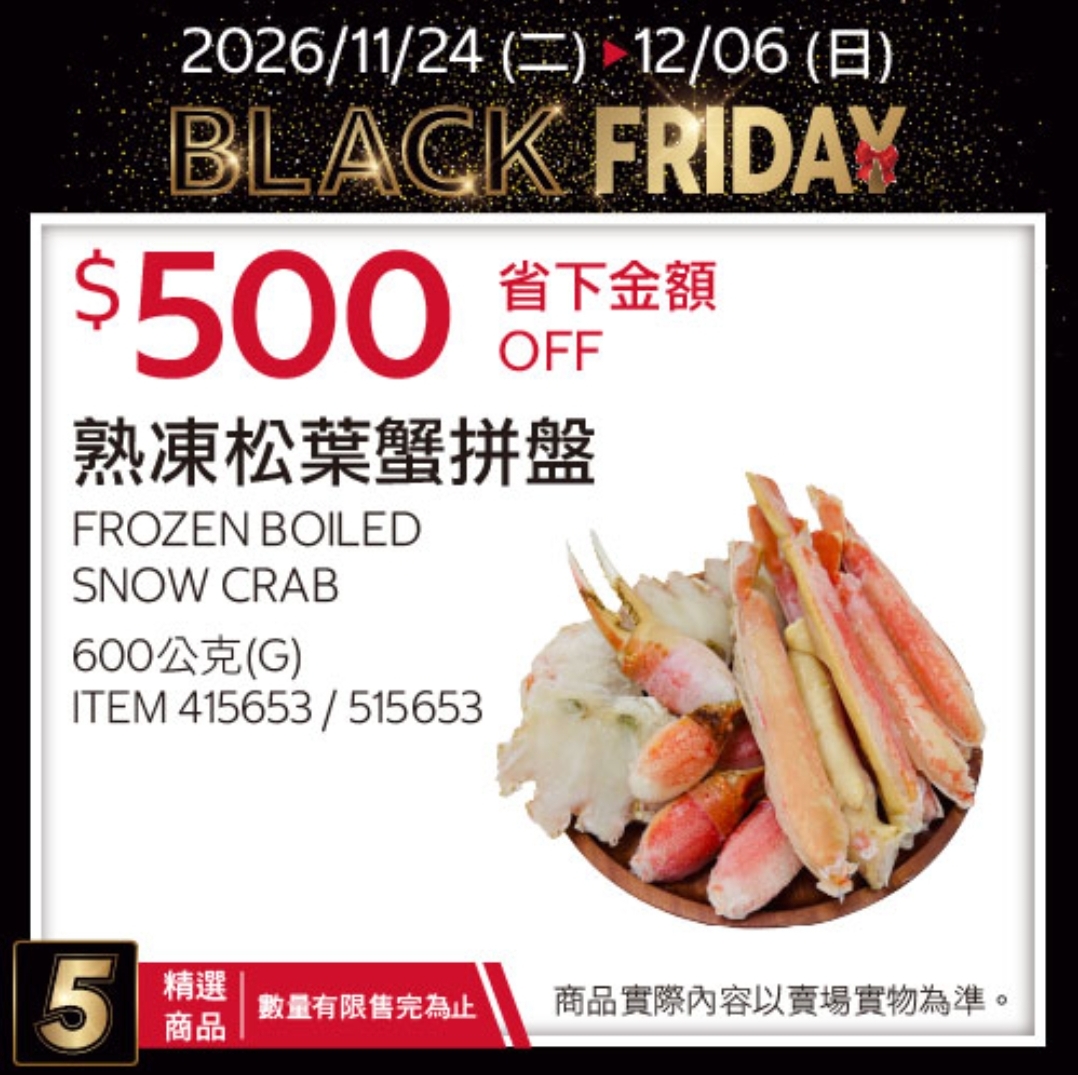 2026/11/24 (二)▶12/06 (日)
BLACK FRIDAY
$500 省下金額
OFF
熟凍松葉蟹拼盤
FROZEN BOILED
SNOW CRAB
600公克(G)
ITEM 415653 / 515653
5 精選
商品 數量有限售完為止
商品實際內容以賣場實物為準。